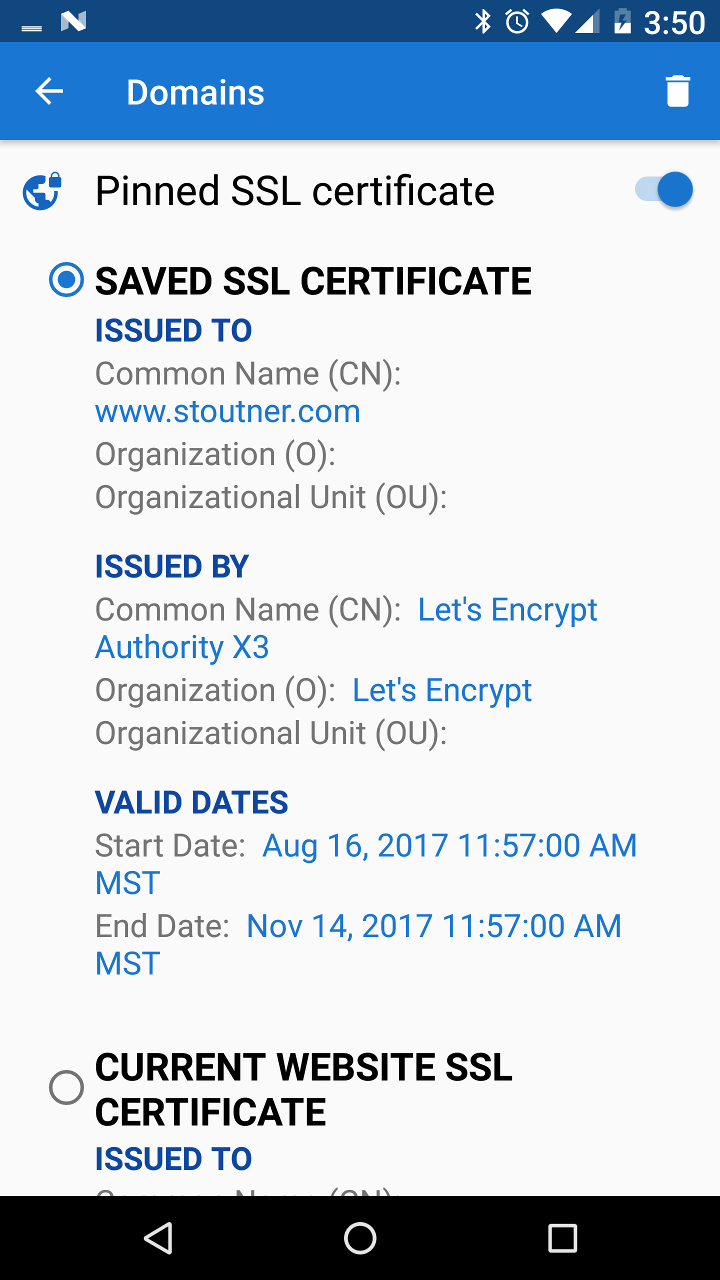 3:50
Domains
Pinned SSL certificate
SAVED SSL CERTIFICATE
ISSUED TO
Common Name (CN):
www.stoutner.com
Organization (O):
Organizational Unit (OU):
ISSUED BY
Common Name (CN): Let's Encrypt
Authority X3
Organization (O): Let's Encrypt
Organizational Unit (OU):
VALID DATES
Start Date: Aug 16, 2017 11:57:00 AM
MST
End Date: Nov 14, 2017 11:57:00 AM
MST
CURRENT WEBSITE SSL
CERTIFICATE
ISSUED TO